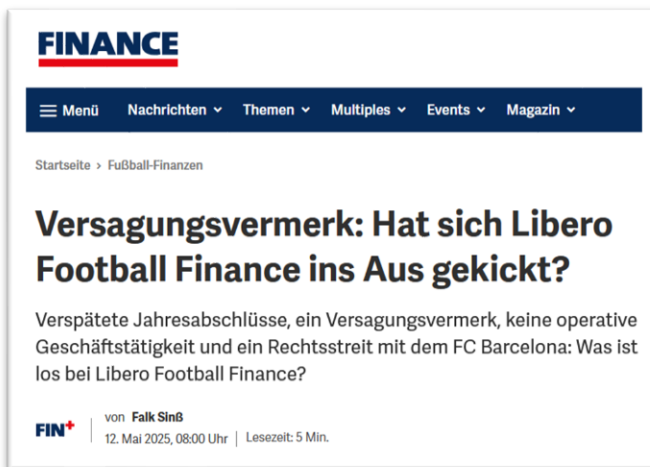 FINANCE
Menü Nachrichten Themen Multiples Events Magazin
Startseite > Fußball-Finanzen
Versagungsvermerk: Hat sich Libero
Football Finance ins Aus gekickt?
Verspätete Jahresabschlüsse, ein Versagungsvermerk, keine operative
Geschäftstätigkeit und ein Rechtsstreit mit dem FC Barcelona: Was ist
los bei Libero Football Finance?
FIN+ | von Falk Sinß
12. Mai 2025, 08:00 Uhr | Lesezeit: 5 Min.